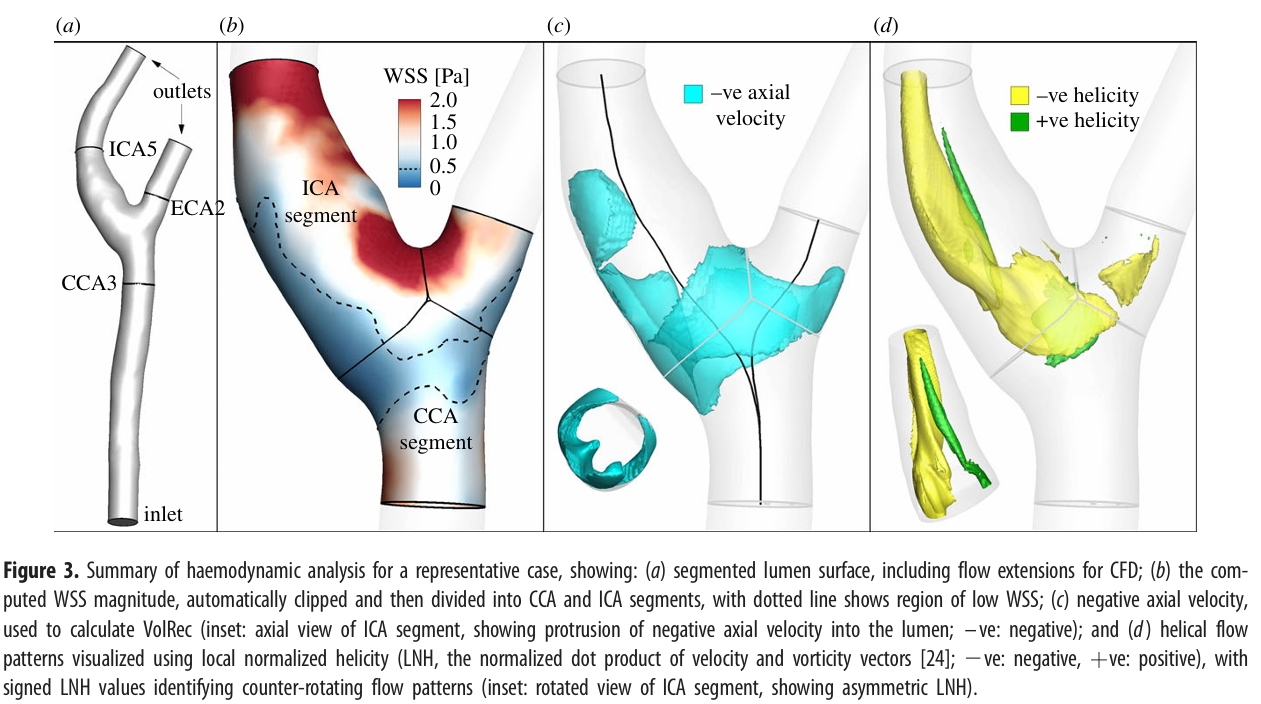 (a)
(b)
(c)
(d)
outlets
ICA5
ECA2
CCA3
inlet
WSS [Pa]
2.0
1.5
1.0
0.5
0
ICA
segment
CCA
segment
–ve axial
velocity
–ve helicity
+ve helicity
Figure 3. Summary of haemodynamic analysis for a representative case, showing: (a) segmented lumen surface, including flow extensions for CFD; (b) the com-
puted WSS magnitude, automatically clipped and then divided into CCA and ICA segments, with dotted line shows region of low WSS; (c) negative axial velocity,
used to calculate VolRec (inset: axial view of ICA segment, showing protrusion of negative axial velocity into the lumen; –ve: negative); and (d) helical flow
patterns visualized using local normalized helicity (LNH, the normalized dot product of velocity and vorticity vectors [24]; −ve: negative, +ve: positive), with
signed LNH values identifying counter-rotating flow patterns (inset: rotated view of ICA segment, showing asymmetric LNH).